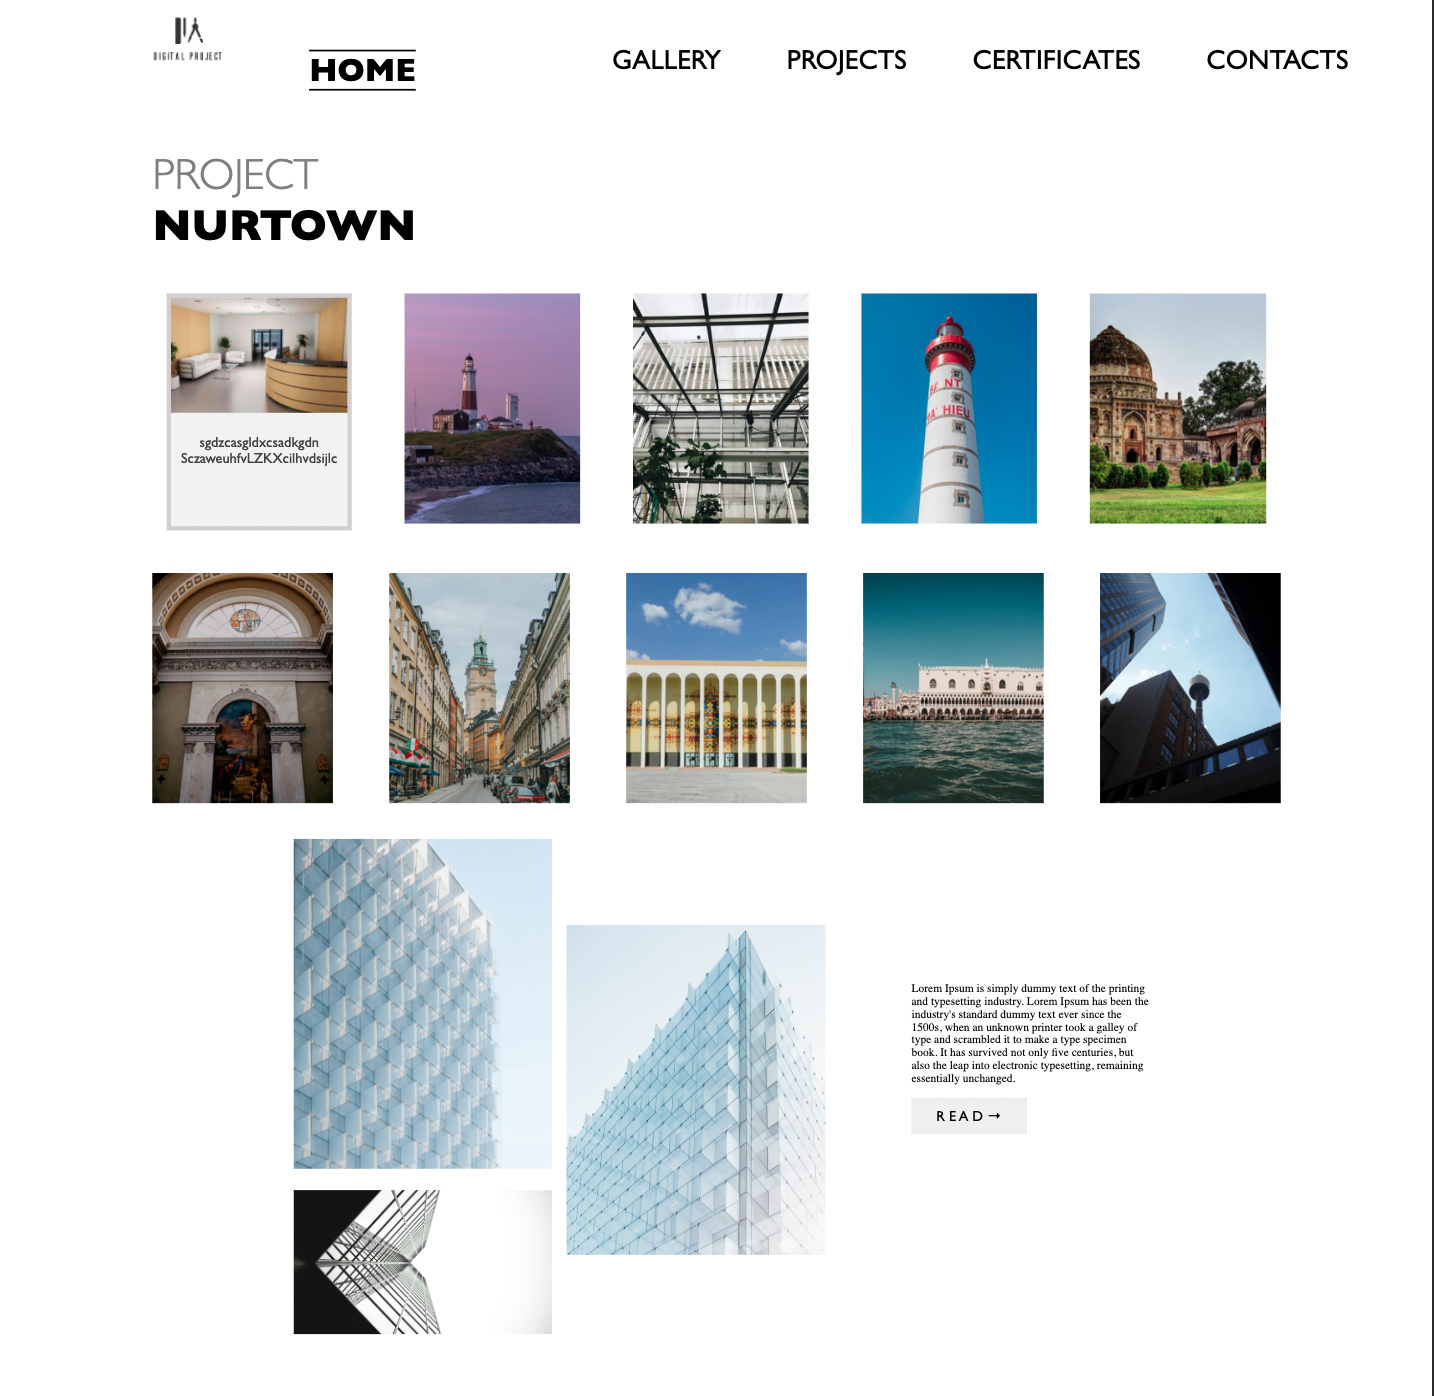 DIGITAL PROJECT
HOME
GALLERY
PROJECTS
CERTIFICATES
CONTACTS
PROJECT
NURTOWN
sgdzcasgldxcsadkgdn
SczaweuhfvLZKXcilhvdsijlc
NT
HIEU
Lorem Ipsum is simply dummy text of the printing
and typesetting industry. Lorem Ipsum has been the
industry's standard dummy text ever since the
1500s, when an unknown printer took a galley of
type and scrambled it to make a type specimen
book. It has survived not only five centuries, but
also the leap into electronic typesetting, remaining
essentially unchanged.
READ→